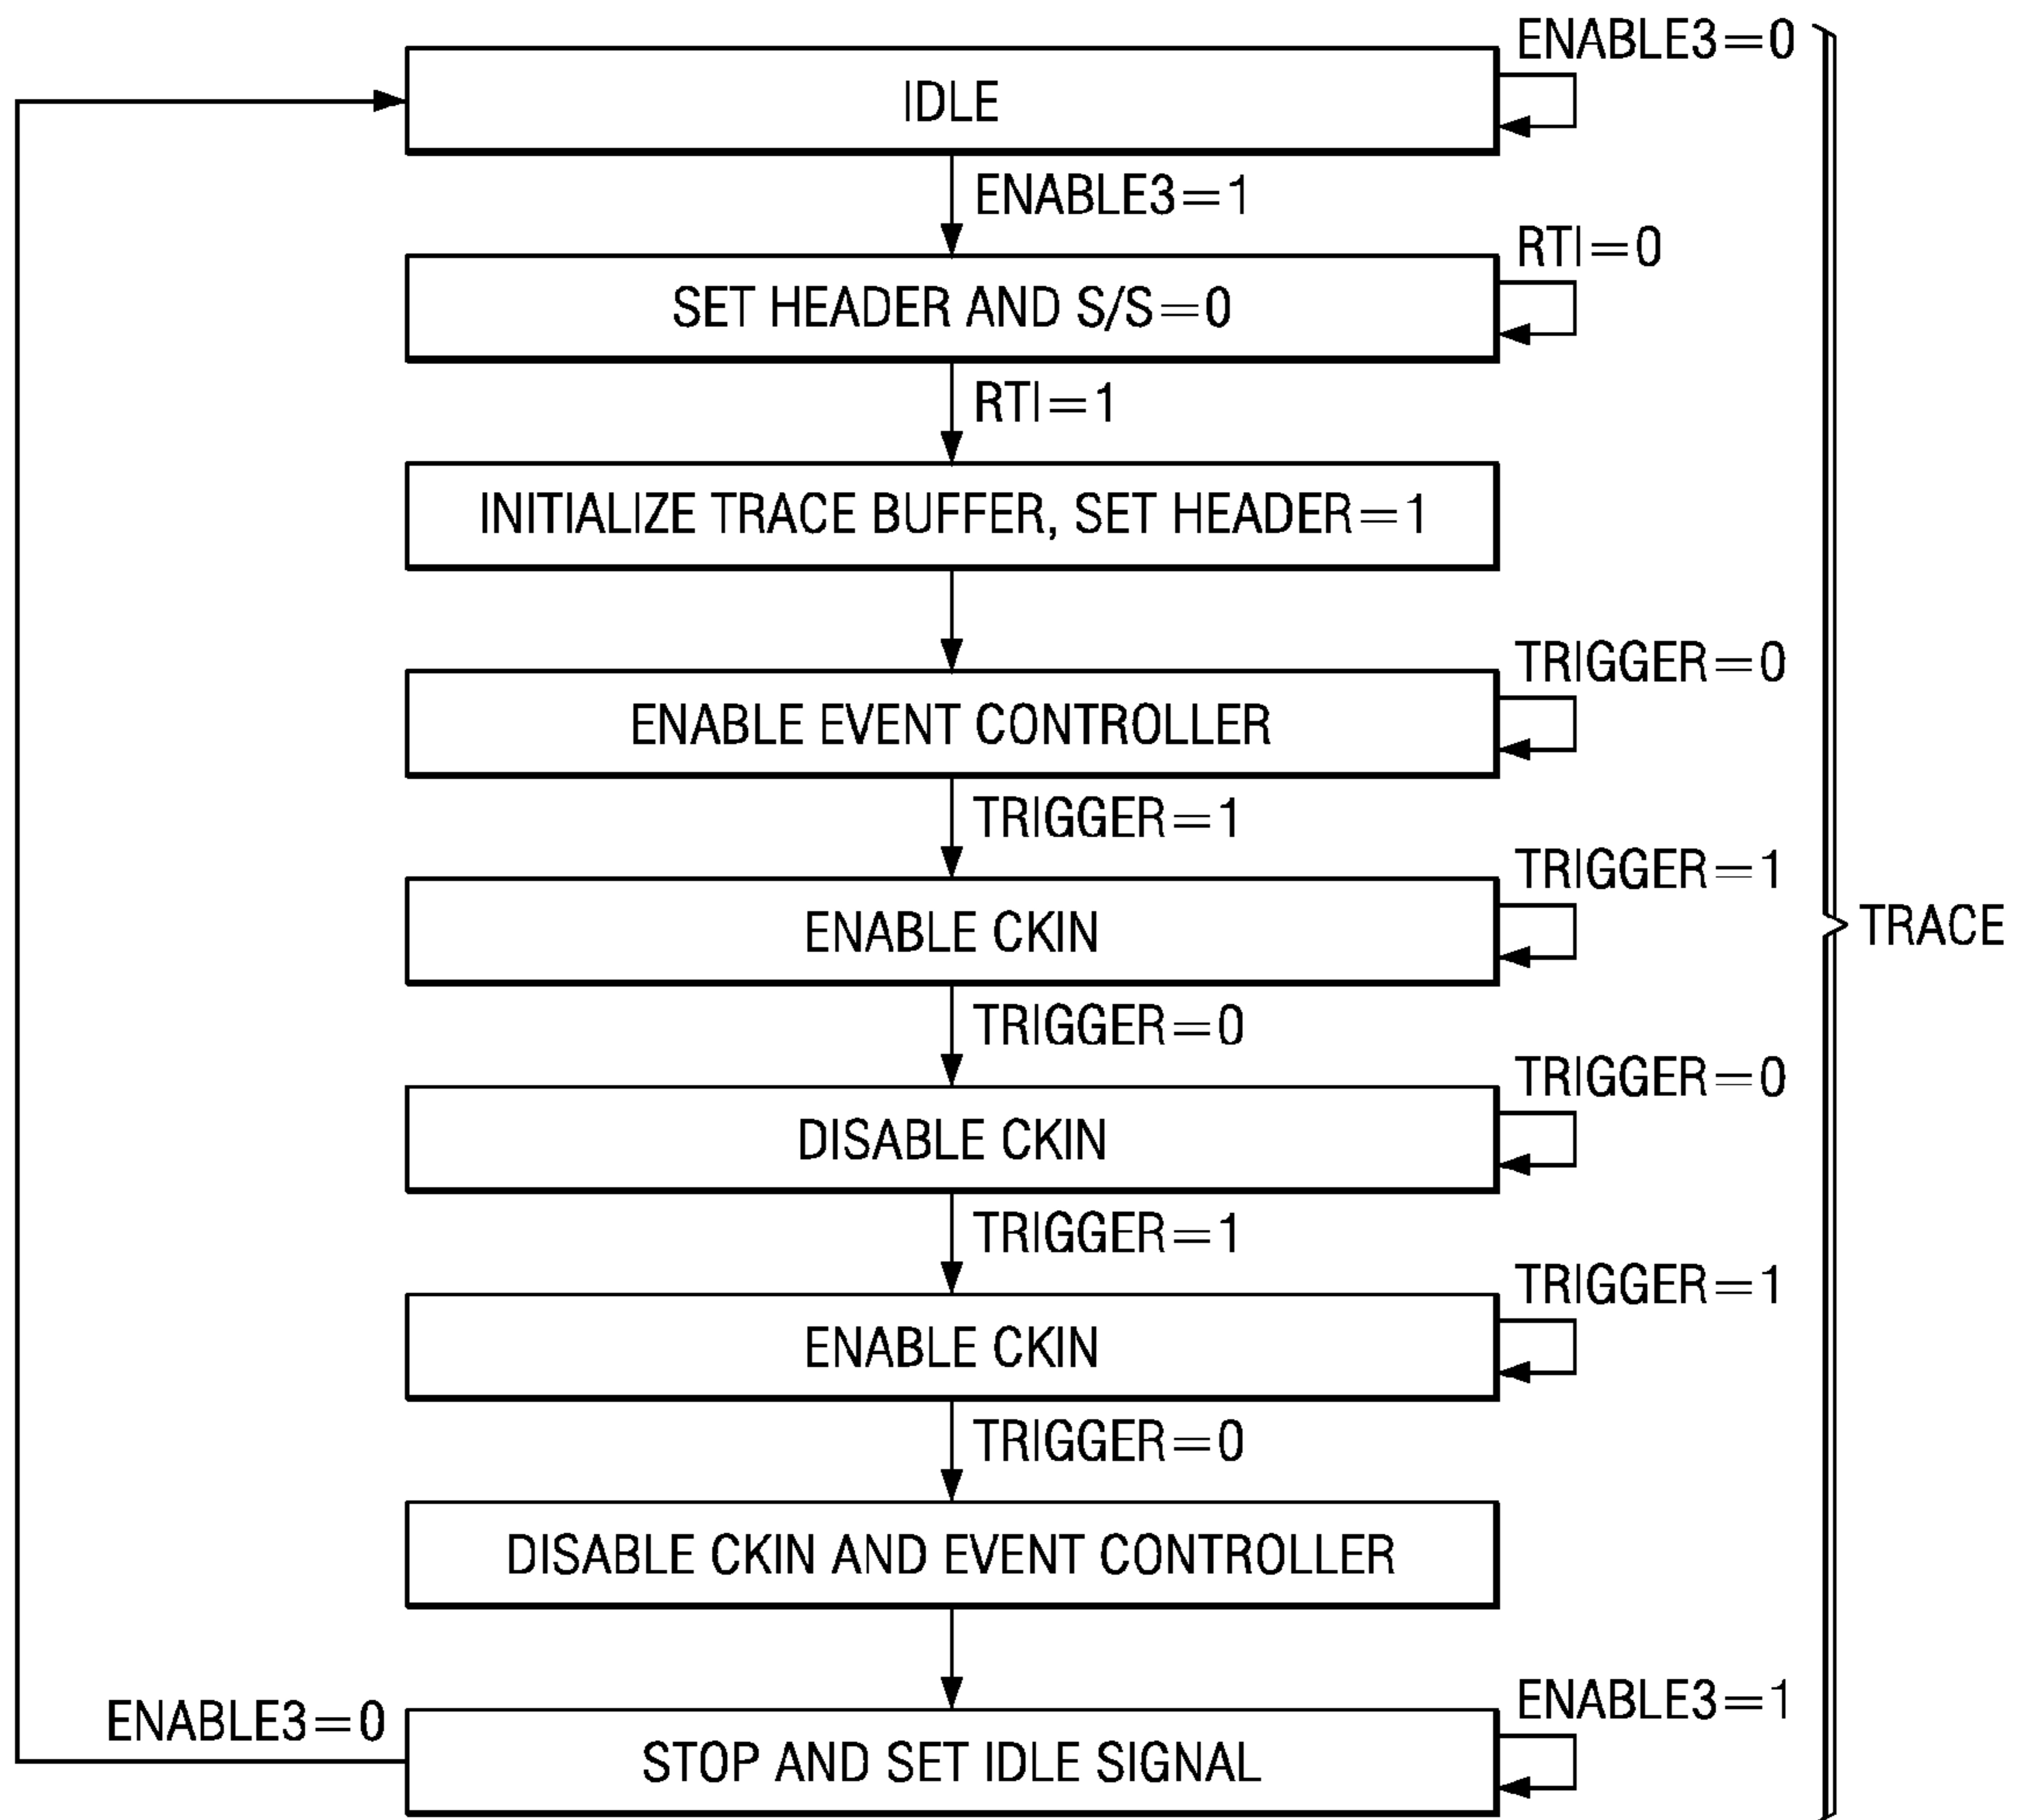 ENABLE3=0
IDLE
ENABLE3=1
RTI=0
SET HEADER AND S/S=0
RTI=1
INITIALIZE TRACE BUFFER, SET HEADER=1
TRIGGER=0
ENABLE EVENT CONTROLLER
TRIGGER=1
TRIGGER=1
ENABLE CKIN
TRACE
TRIGGER=0
TRIGGER=0
DISABLE CKIN
TRIGGER=1
TRIGGER=1
ENABLE CKIN
TRIGGER=0
DISABLE CKIN AND EVENT CONTROLLER
ENABLE3=1
ENABLE3=0
STOP AND SET IDLE SIGNAL